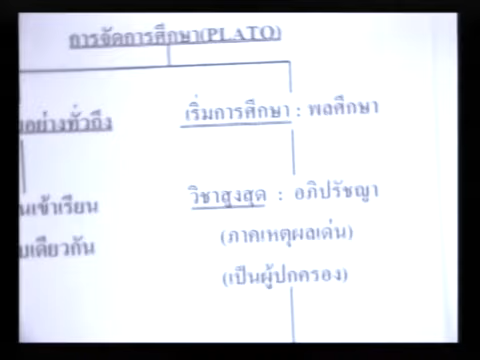 การจัดการศึกษา(PLATO)
อย่างทั่วถึง
เริ่มการศึกษา : พลศึกษา
เข้าเรียน
วิชาสูงสุด : อภิปรัชญา
เดียวกัน
(ภาคเหตุผลเด่น)
(เป็นผู้ปกครอง)